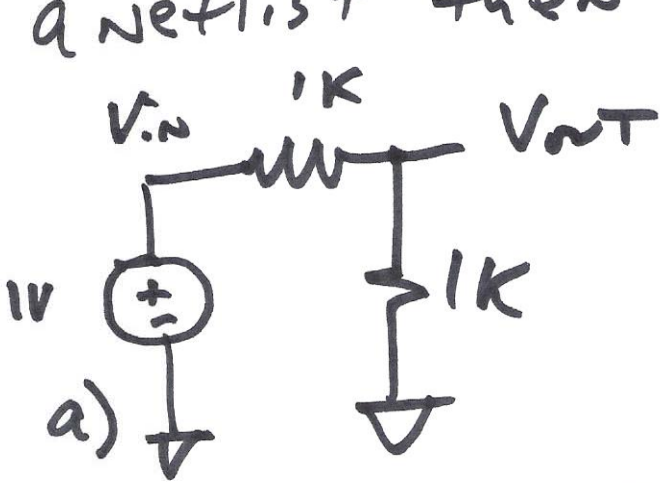 a Netlist then
1K
Vin Vout
1V + - 1K
a)